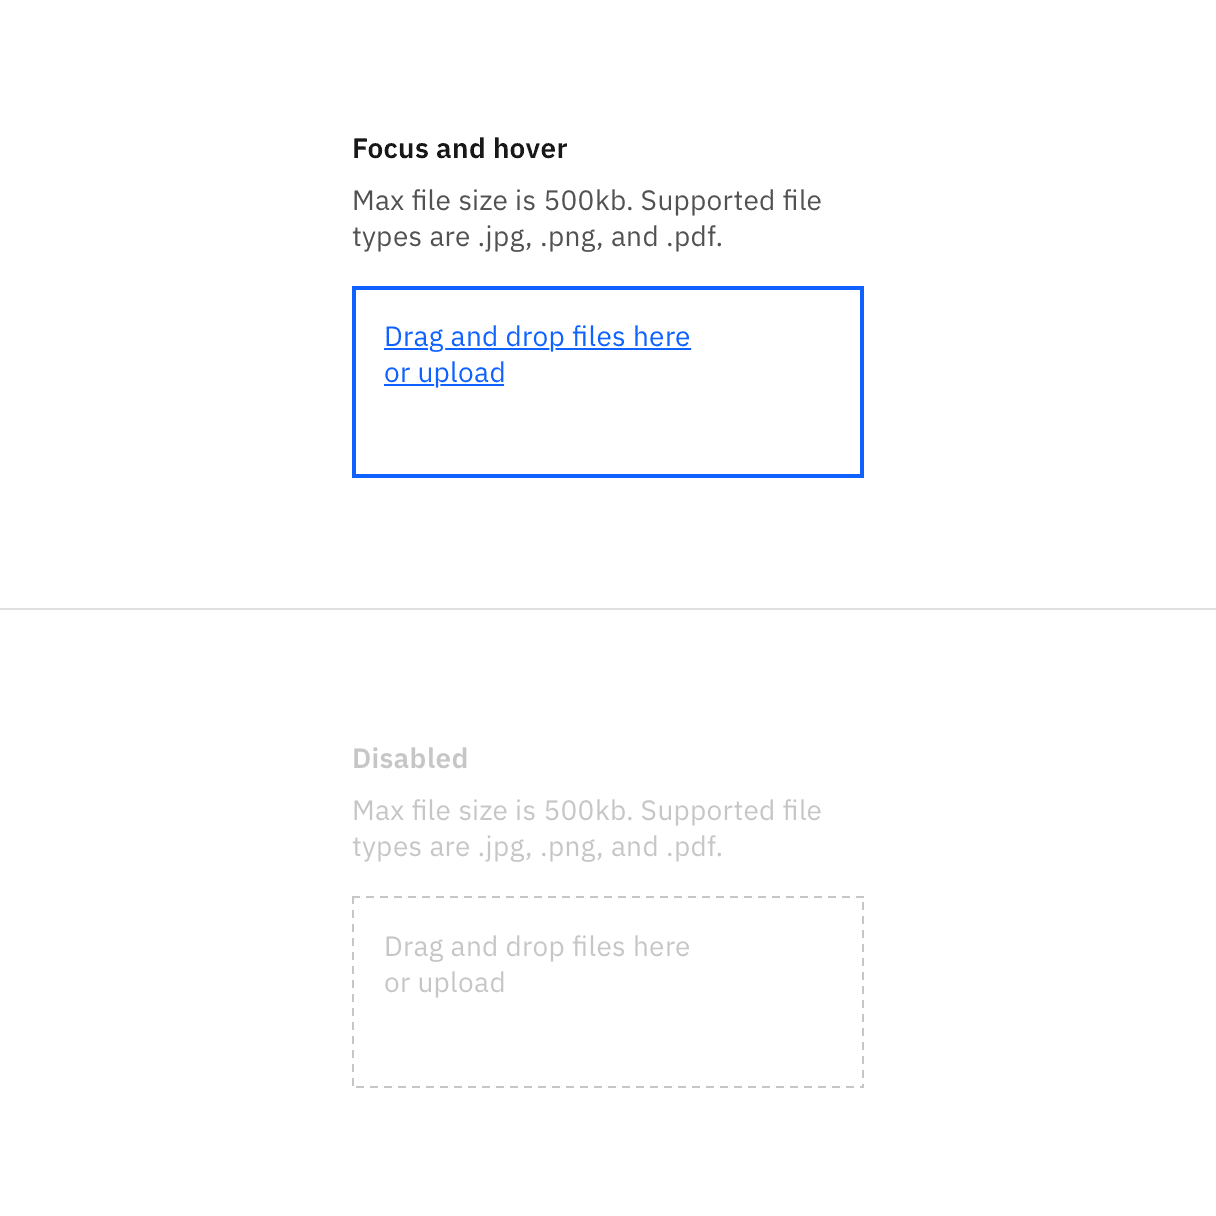 Focus and hover
Max file size is 500kb. Supported file
types are .jpg, .png, and .pdf.
Drag and drop files here
or upload
Disabled
Max file size is 500kb. Supported file
types are .jpg, .png, and .pdf.
Drag and drop files here
or upload